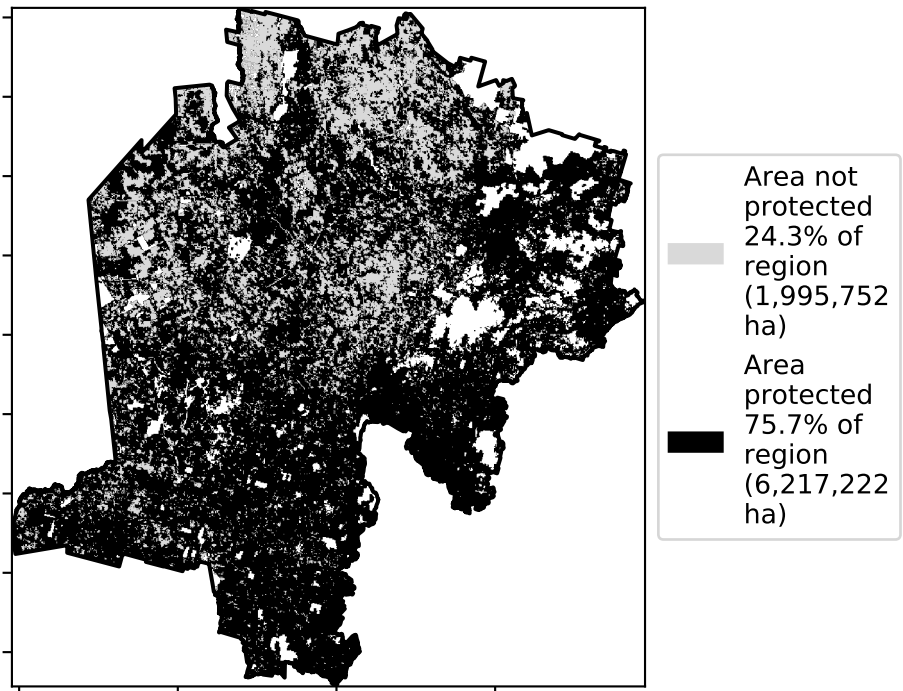 Area not
protected
24.3% of
region
(1,995,752
ha)
Area
protected
75.7% of
region
(6,217,222
ha)